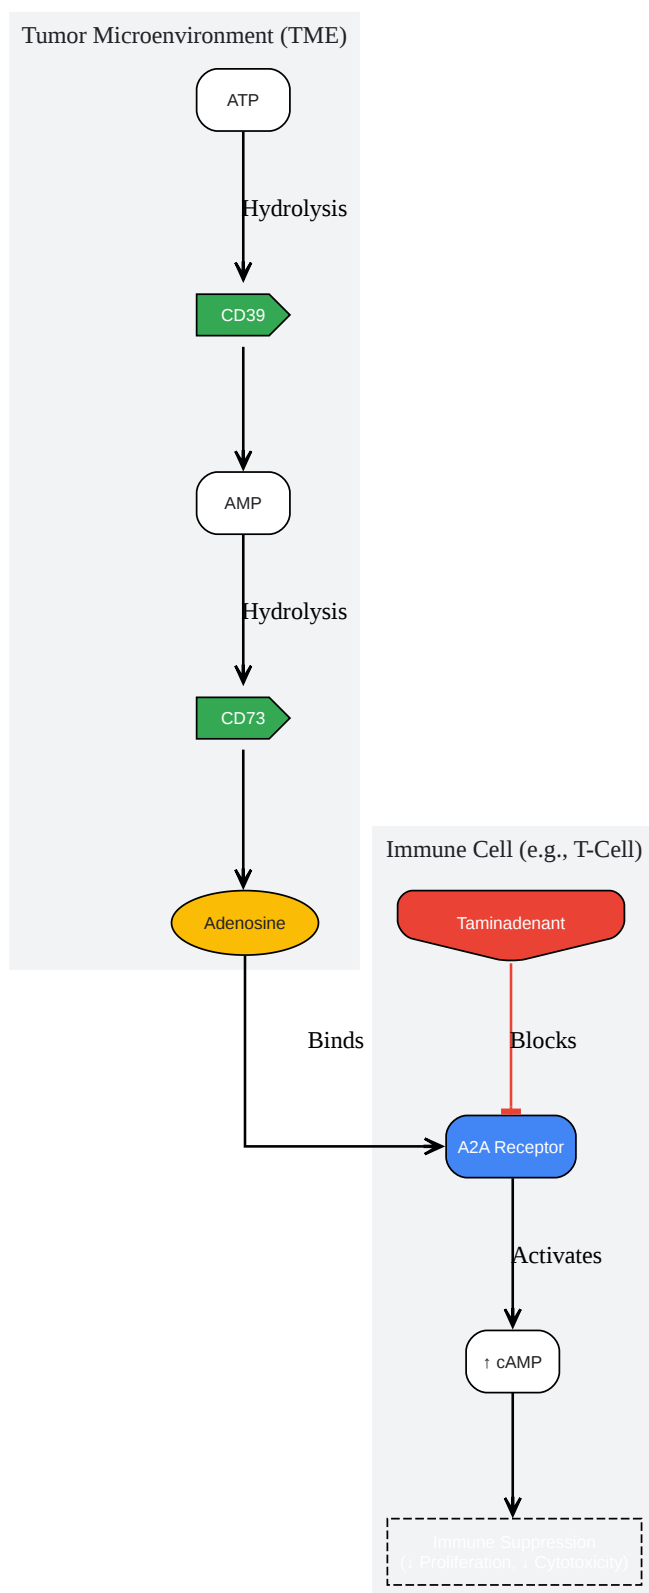 Tumor Microenvironment (TME)
ATP
Hydrolysis
CD39
AMP
Hydrolysis
CD73
Immune Cell (e.g., T-Cell)
Adenosine
Taminadenant
Binds
Blocks
A2A Receptor
Activates
↑ cAMP
Immune Suppression
(↓ Proliferation, ↓ Cytotoxicity)